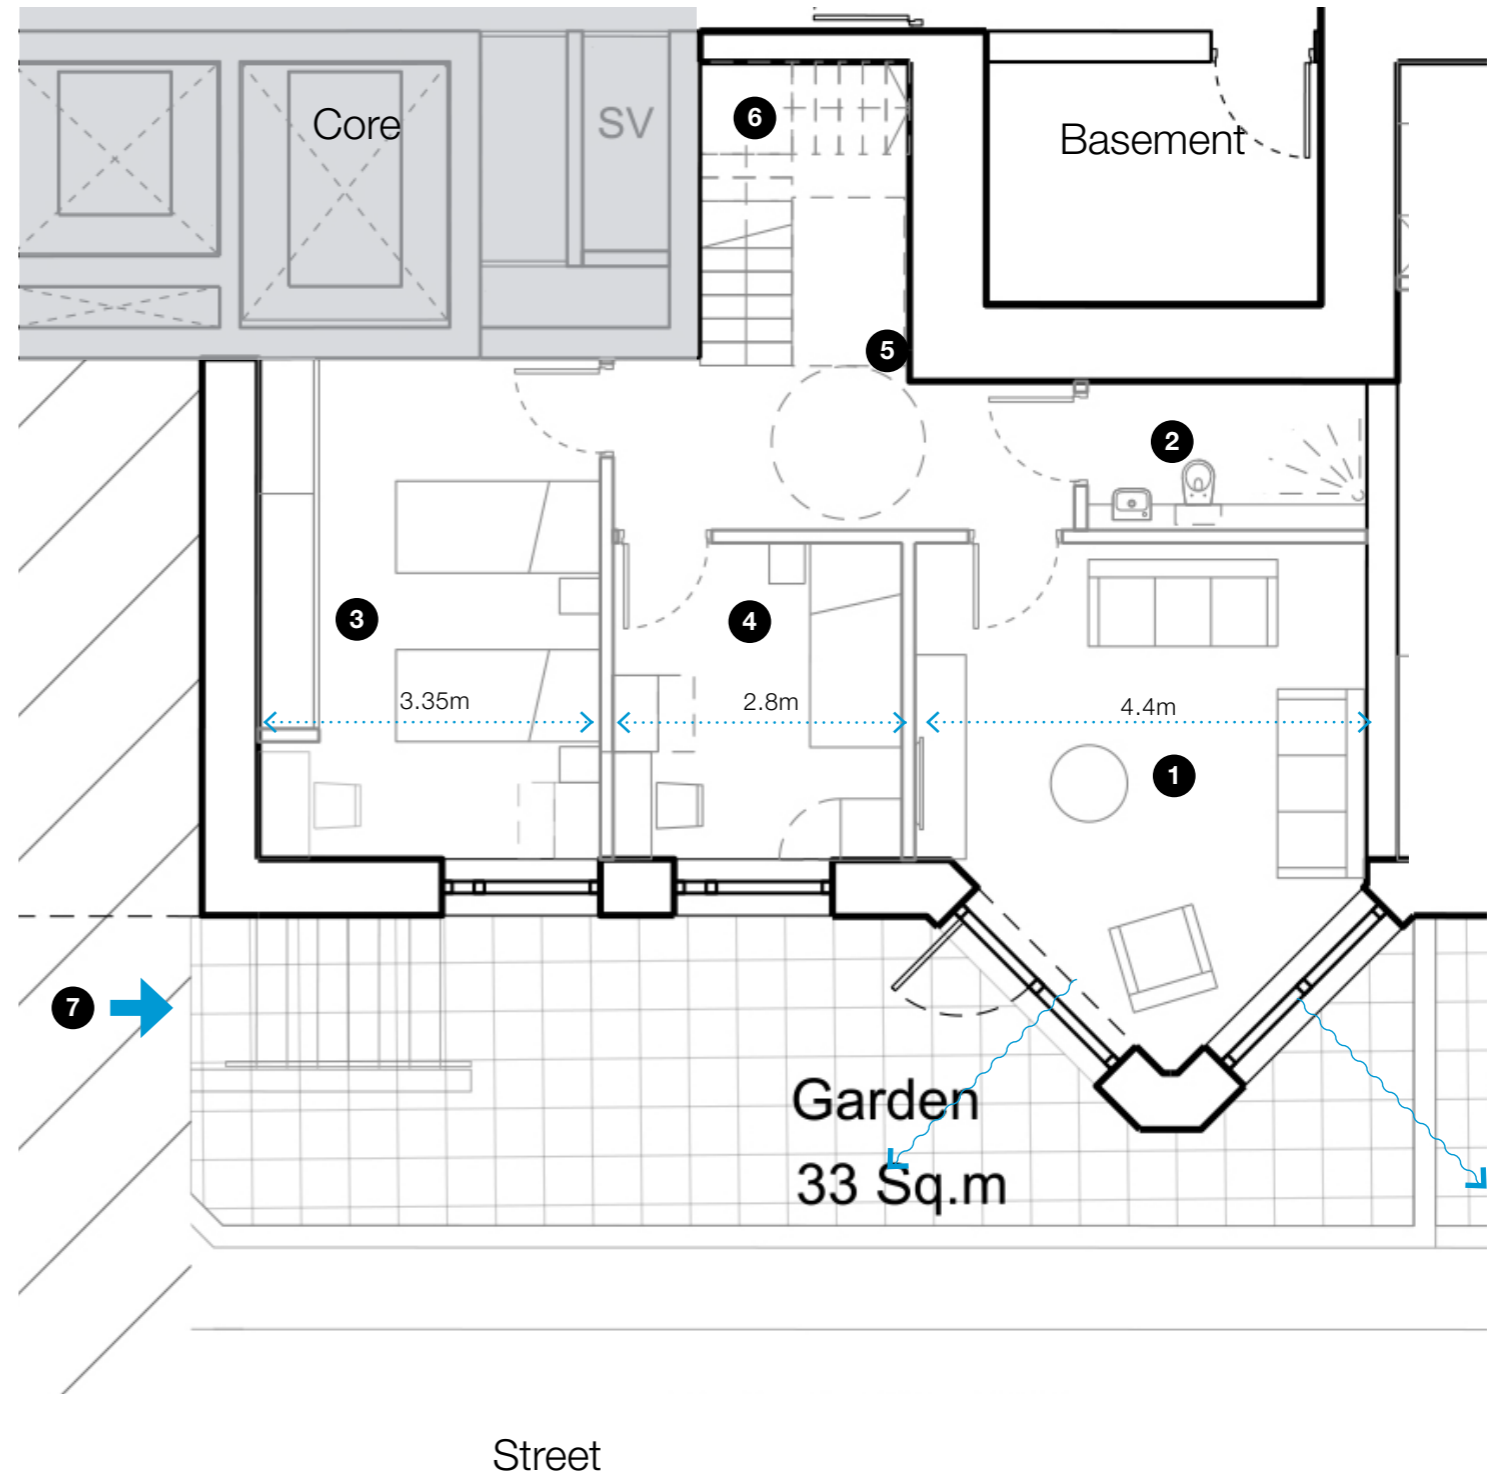 Core
SV
6
Basement
5
2
3
4
3.35m
2.8m
4.4m
1
7
Garden
33 Sq.m
Street